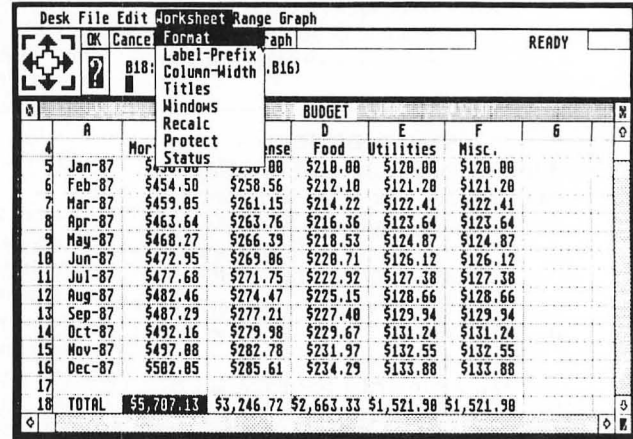 Desk File Edit Worksheet Range Graph
OK Cance Format raph READY
Label-Prefix
? B18: Column-Width .B16)
Titles
Windows
BUDGET
Recalc
A D E F G
Protect
4 Mor ense Food Utilities Misc.
Status
5 Jan-87 $210.00 $120.00 $120.00
6 Feb-87 $454.50 $258.56 $212.10 $121.20 $121.20
7 Mar-87 $459.05 $261.15 $214.22 $122.41 $122.41
8 Apr-87 $463.64 $263.76 $216.36 $123.64 $123.64
9 May-87 $468.27 $266.39 $218.53 $124.87 $124.87
10 Jun-87 $472.95 $269.06 $220.71 $126.12 $126.12
11 Jul-87 $477.68 $271.75 $222.92 $127.38 $127.38
12 Aug-87 $482.46 $274.47 $225.15 $128.66 $128.66
13 Sep-87 $487.29 $277.21 $227.40 $129.94 $129.94
14 Oct-87 $492.16 $279.98 $229.67 $131.24 $131.24
15 Nov-87 $497.08 $282.78 $231.97 $132.55 $132.55
16 Dec-87 $502.05 $285.61 $234.29 $133.88 $133.88
17
18 TOTAL $5,707.13 $3,246.72 $2,663.33 $1,521.90 $1,521.90